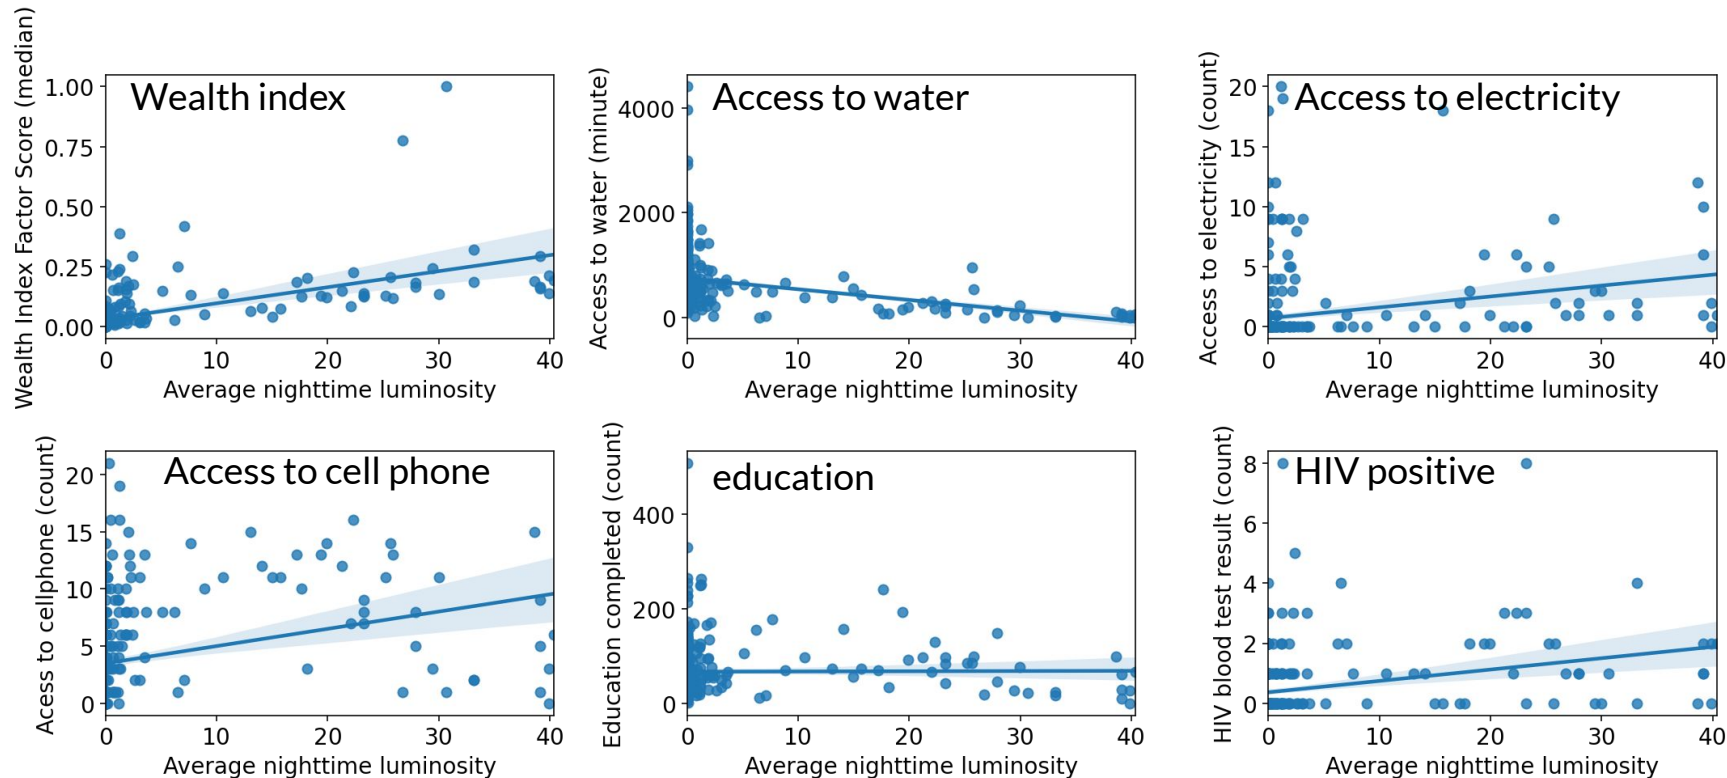 Wealth index
Wealth Index Factor Score (median)
1.00
0.75
0.50
0.25
0.00
0 10 20 30 40
Average nighttime luminosity
Access to water
Access to water (minute)
4000
2000
0
0 10 20 30 40
Average nighttime luminosity
Access to electricity
Access to electricity (count)
20
15
10
5
0
0 10 20 30 40
Average nighttime luminosity
Access to cell phone
Acess to cellphone (count)
20
15
10
5
0
0 10 20 30 40
Average nighttime luminosity
education
Education completed (count)
400
200
0
0 10 20 30 40
Average nighttime luminosity
HIV positive
HIV blood test result (count)
8
6
4
2
0
0 10 20 30 40
Average nighttime luminosity